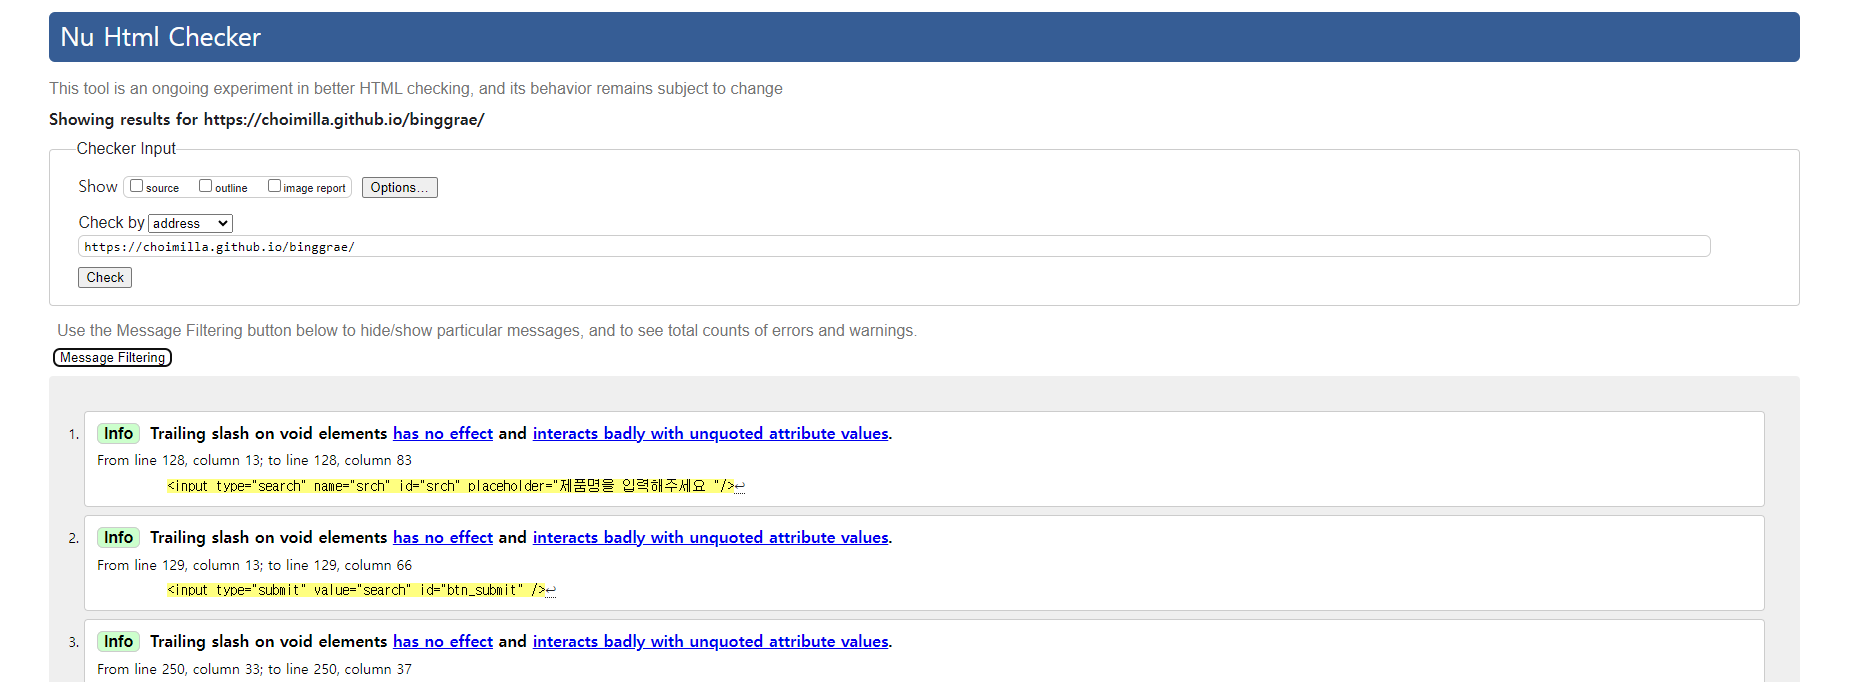 Nu Html Checker
This tool is an ongoing experiment in better HTML checking, and its behavior remains subject to change
Showing results for https://choimilla.github.io/binggrae/
Checker Input
Show source outline image report Options...
Check by address
https://choimilla.github.io/binggrae/
Check
Use the Message Filtering button below to hide/show particular messages, and to see total counts of errors and warnings.
Message Filtering
1. Info Trailing slash on void elements has no effect and interacts badly with unquoted attribute values.
From line 128, column 13; to line 128, column 83
<input type="search" name="srch" id="srch" placeholder="제품명을 입력해주세요 "/>↩
2. Info Trailing slash on void elements has no effect and interacts badly with unquoted attribute values.
From line 129, column 13; to line 129, column 66
<input type="submit" value="search" id="btn_submit" />↩
3. Info Trailing slash on void elements has no effect and interacts badly with unquoted attribute values.
From line 250, column 33; to line 250, column 37